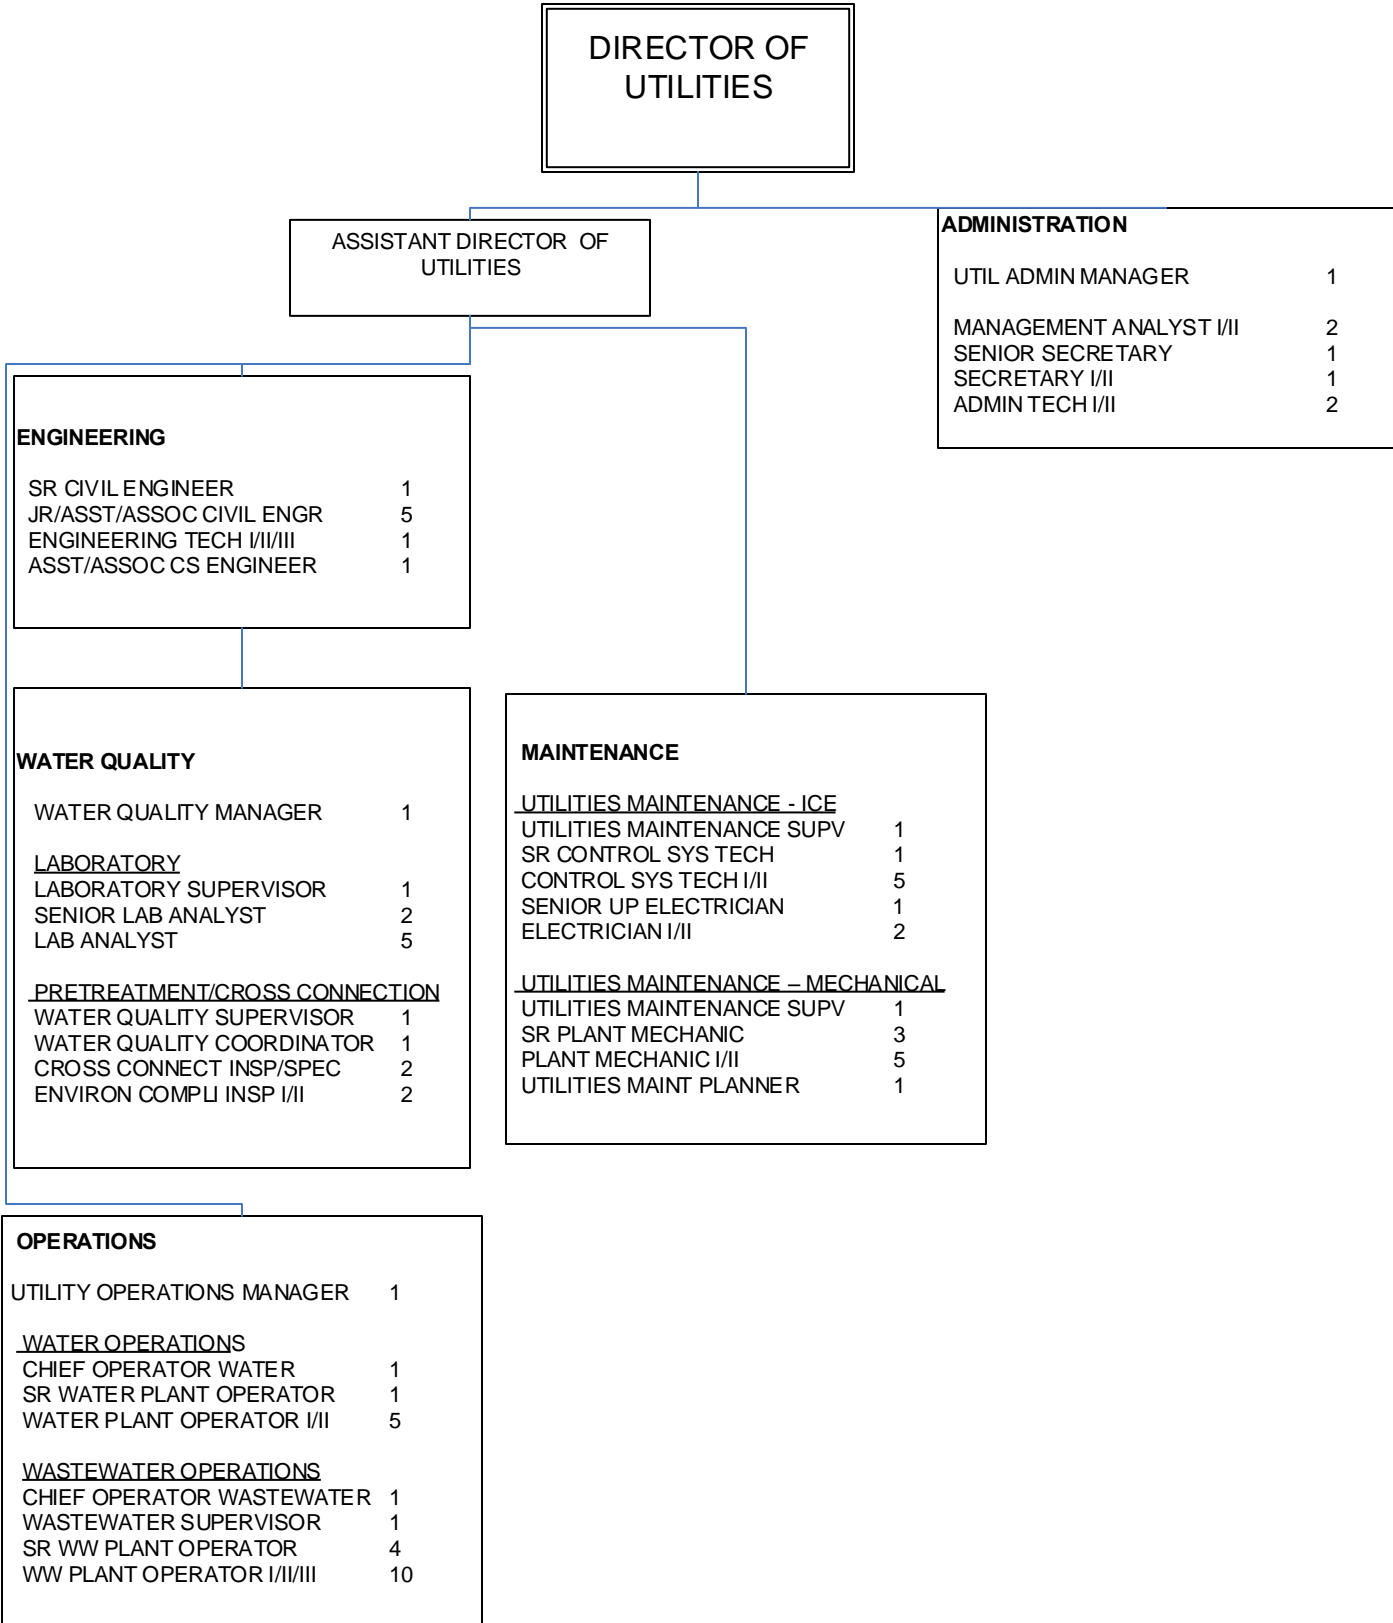 DIRECTOR OF
UTILITIES
ASSISTANT DIRECTOR OF
UTILITIES
ADMINISTRATION
UTIL ADMIN MANAGER 1
MANAGEMENT ANALYST I/II 2
SENIOR SECRETARY 1
SECRETARY I/II 1
ADMIN TECH I/II 2
ENGINEERING
SR CIVIL ENGINEER 1
JR/ASST/ASSOC CIVIL ENGR 5
ENGINEERING TECH I/II/III 1
ASST/ASSOC CS ENGINEER 1
WATER QUALITY
WATER QUALITY MANAGER 1
LABORATORY
LABORATORY SUPERVISOR 1
SENIOR LAB ANALYST 2
LAB ANALYST 5
PRETREATMENT/CROSS CONNECTION
WATER QUALITY SUPERVISOR 1
WATER QUALITY COORDINATOR 1
CROSS CONNECT INSP/SPEC 2
ENVIRON COMPLI INSP I/II 2
MAINTENANCE
UTILITIES MAINTENANCE - ICE
UTILITIES MAINTENANCE SUPV 1
SR CONTROL SYS TECH 1
CONTROL SYS TECH I/II 5
SENIOR UP ELECTRICIAN 1
ELECTRICIAN I/II 2
UTILITIES MAINTENANCE – MECHANICAL
UTILITIES MAINTENANCE SUPV 1
SR PLANT MECHANIC 3
PLANT MECHANIC I/II 5
UTILITIES MAINT PLANNER 1
OPERATIONS
UTILITY OPERATIONS MANAGER 1
WATER OPERATIONS
CHIEF OPERATOR WATER 1
SR WATER PLANT OPERATOR 1
WATER PLANT OPERATOR I/II 5
WASTEWATER OPERATIONS
CHIEF OPERATOR WASTEWATER 1
WASTEWATER SUPERVISOR 1
SR WW PLANT OPERATOR 4
WW PLANT OPERATOR I/II/III 10